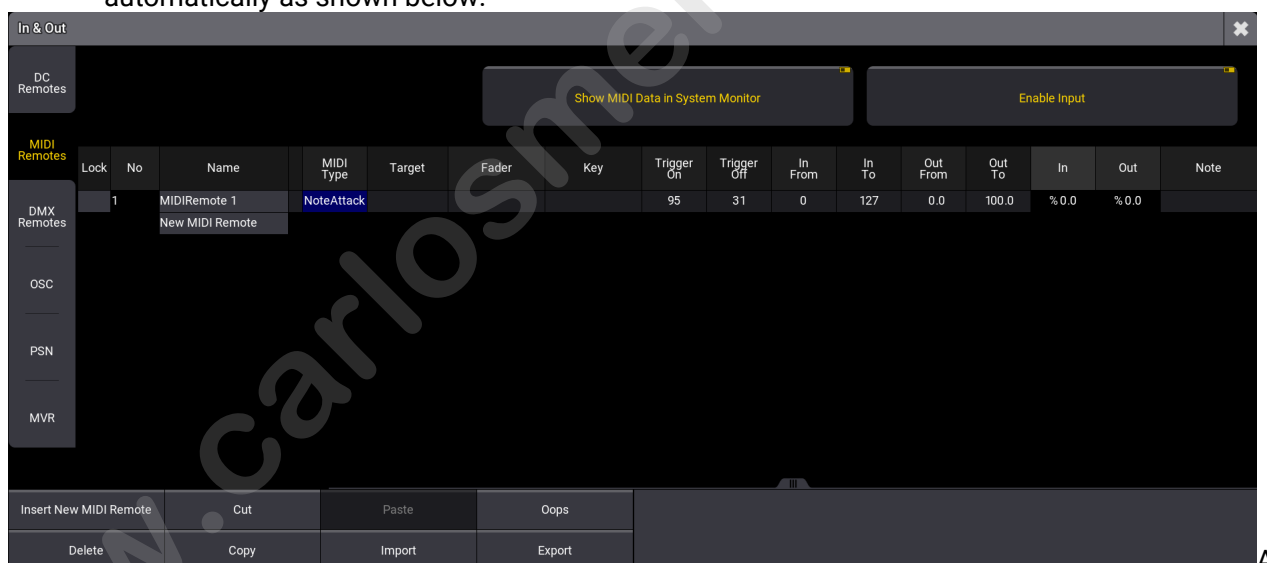 automatically as shown below.
In & Out
DC
Remotes
Show MIDI Data in System Monitor
Enable Input
MIDI
Remotes
Lock No Name MIDI Type Target Fader Key Trigger On Trigger Off In From In To Out From Out To In Out Note
1 MIDIRemote 1 NoteAttack 95 31 0 127 0.0 100.0 % 0.0 % 0.0
New MIDI Remote
DMX
Remotes
OSC
PSN
MVR
Insert New MIDI Remote Cut Paste Oops
Delete Copy Import Export
w.carlosmen